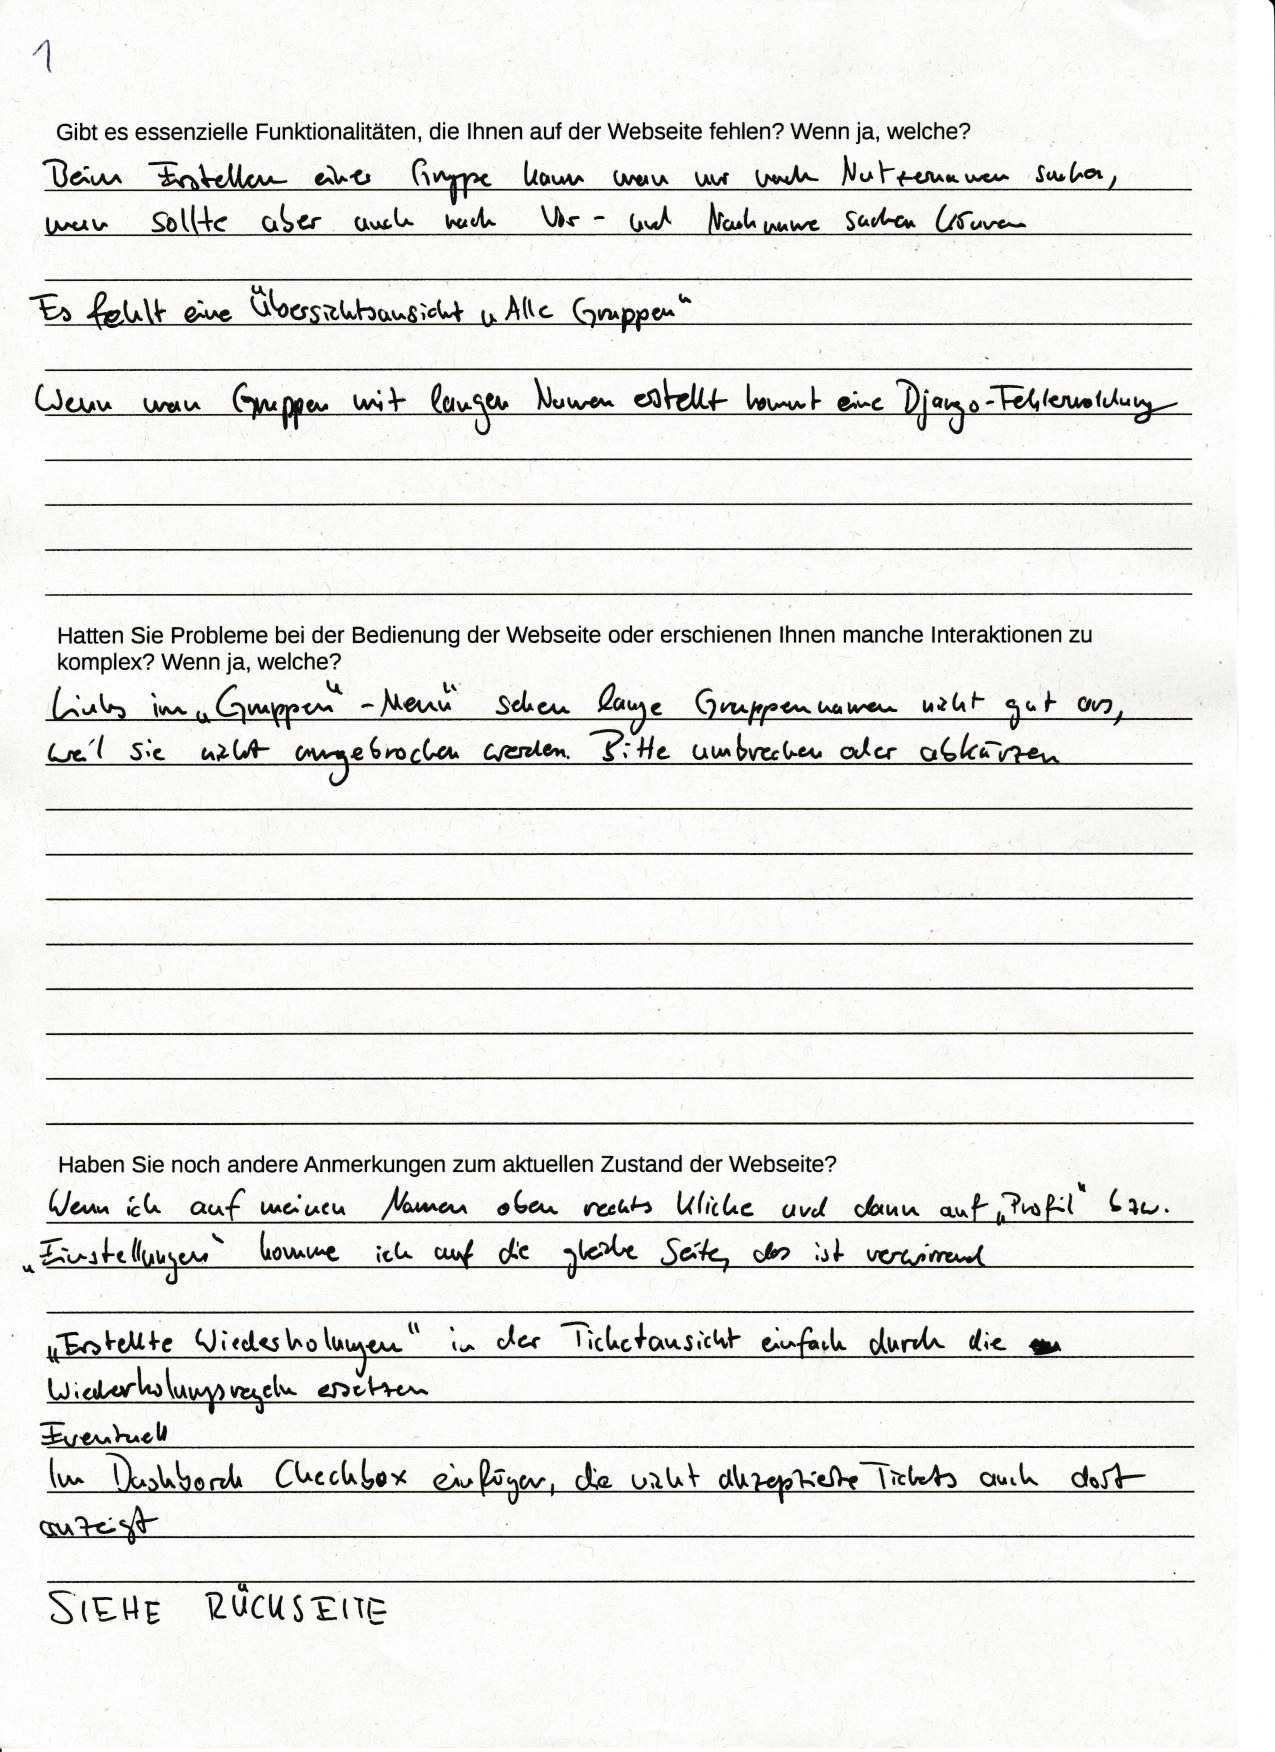 1
Gibt es essenzielle Funktionalitäten, die Ihnen auf der Webseite fehlen? Wenn ja, welche?
Beim Erstellen einer Gruppe kann man nur nach Nutzernamen suchen,
man sollte aber auch nach Vor- und Nachname suchen können
Es fehlt eine Übersichtsansicht „Alle Gruppen“
Wenn man Gruppen mit langen Namen erstellt kommt eine Django-Fehlermeldung
Hatten Sie Probleme bei der Bedienung der Webseite oder erschienen Ihnen manche Interaktionen zu
komplex? Wenn ja, welche?
Links im „Gruppen“-Menü sehen lange Gruppennamen nicht gut aus,
weil sie nicht umgebrochen werden. Bitte umbrechen oder abkürzen
Haben Sie noch andere Anmerkungen zum aktuellen Zustand der Webseite?
Wenn ich auf meinen Namen oben rechts klicke und dann auf „Profil“ bzw.
„Einstellungen“ komme ich auf die gleiche Seite, das ist verwirrend
„Erstellte Wiederholungen“ in der Ticketansicht einfach durch die
Wiederholungsregeln ersetzen
Eventuell
Im Dashborch Checkbox einfügen, die nicht akzeptierte Tickets auch dort
anzeigt
SIEHE RÜCKSEITE